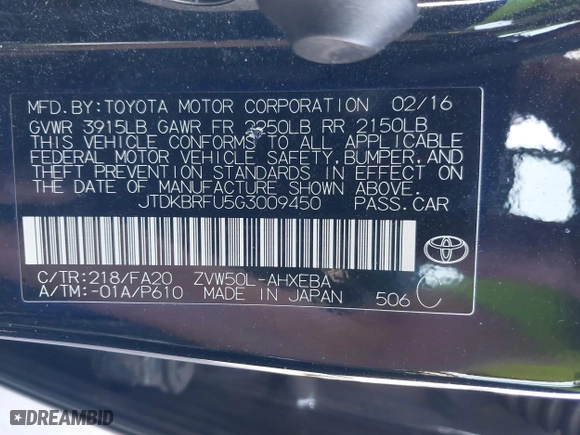 MFD. BY: TOYOTA MOTOR CORPORATION 02/16
GVWR 3915LB GAWR FR 2250LB RR 2150LB
THIS VEHICLE CONFORMS TO ALL APPLICABLE
FEDERAL MOTOR VEHICLE SAFETY, BUMPER, AND
THEFT PREVENTION STANDARDS IN EFFECT ON
THE DATE OF MANUFACTURE SHOWN ABOVE.
JTDKBRFU5G3009450 PASS. CAR
C/TR: 218/FA20 ZVW50L-AHXEBA
A/TM: -01A/P610 MADE IN JAPAN 506 C
DREAMBID